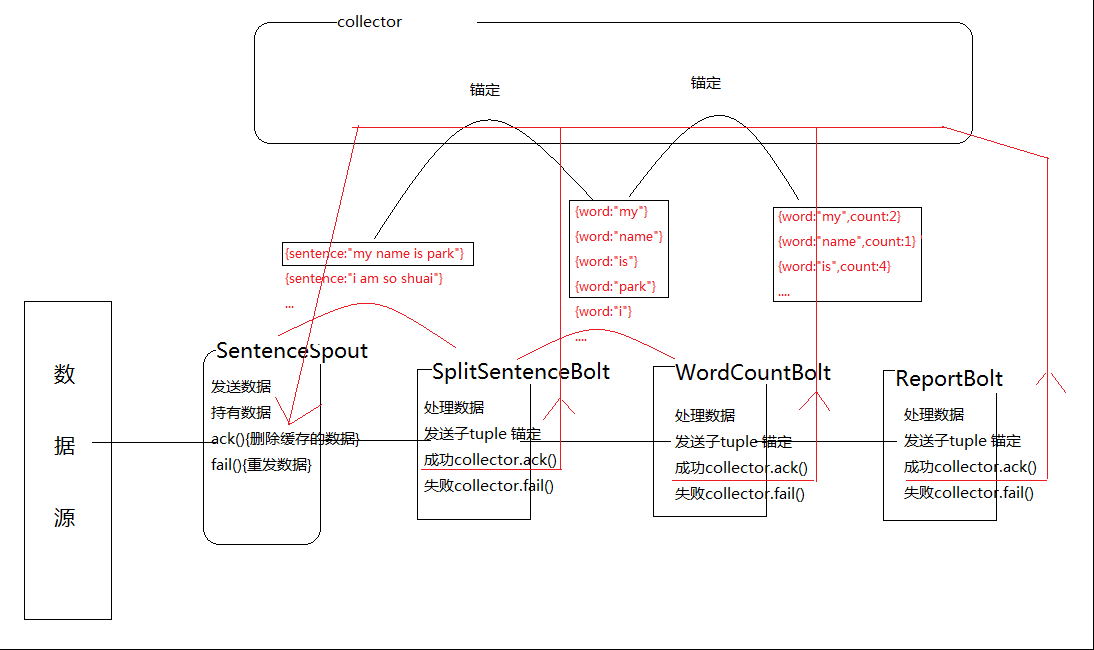 collector
锚定
锚定
{sentence:"my name is park"}
{sentence:"i am so shuai"}
...
{word:"my"}
{word:"name"}
{word:"is"}
{word:"park"}
{word:"i"}
....
{word:"my",count:2}
{word:"name",count:1}
{word:"is",count:4}
....
数
据
源
SentenceSpout
发送数据
持有数据
ack(){删除缓存的数据}
fail(){重发数据}
SplitSentenceBolt
处理数据
发送子tuple 锚定
成功collector.ack()
失败collector.fail()
WordCountBolt
处理数据
发送子tuple 锚定
成功collector.ack()
失败collector.fail()
ReportBolt
处理数据
发送子tuple 锚定
成功collector.ack()
失败collector.fail()